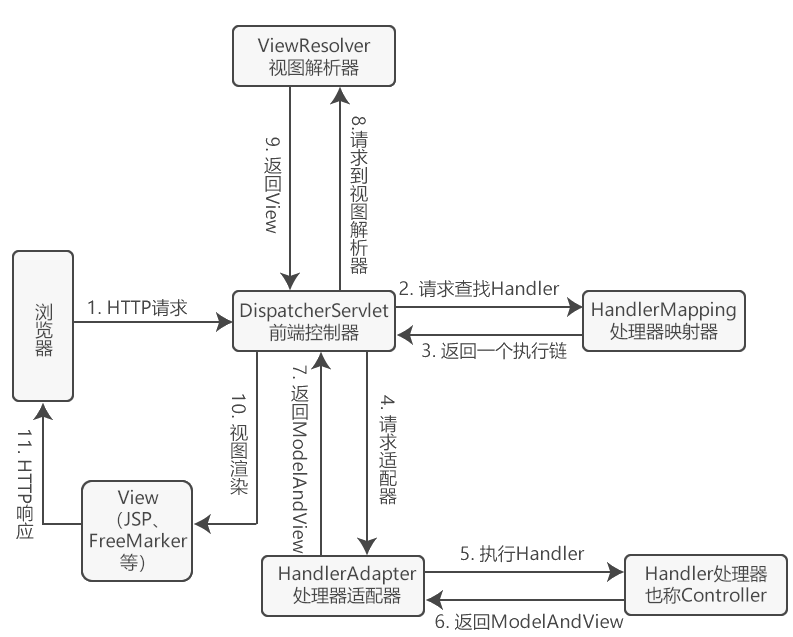 ViewResolver
视图解析器
9. 返回View
8.请求到视图解析器
浏览器
1. HTTP请求
DispatcherServlet
前端控制器
2. 请求查找Handler
3. 返回一个执行链
HandlerMapping
处理器映射器
11. HTTP响应
View
（JSP、
FreeMarker
等）
10. 视图渲染
7. 返回ModelAndView
4. 请求适配器
HandlerAdapter
处理器适配器
5. 执行Handler
6. 返回ModelAndView
Handler处理器
也称Controller